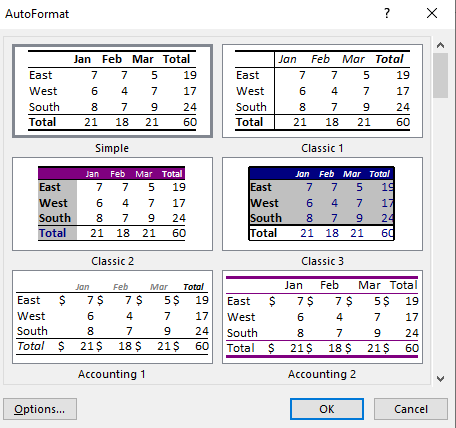 AutoFormat ? ✕
Jan Feb Mar Total
East 7 7 5 19
West 6 4 7 17
South 8 7 9 24
Total 21 18 21 60
Simple
Jan Feb Mar Total
East 7 7 5 19
West 6 4 7 17
South 8 7 9 24
Total 21 18 21 60
Classic 1
Jan Feb Mar Total
East 7 7 5 19
West 6 4 7 17
South 8 7 9 24
Total 21 18 21 60
Classic 2
Jan Feb Mar Total
East 7 7 5 19
West 6 4 7 17
South 8 7 9 24
Total 21 18 21 60
Classic 3
Jan Feb Mar Total
East $ 7 $ 7 $ 5 $ 19
West 6 4 7 17
South 8 7 9 24
Total $ 21 $ 18 $ 21 $ 60
Accounting 1
Jan Feb Mar Total
East $ 7 $ 7 $ 5 $ 19
West 6 4 7 17
South 8 7 9 24
Total $ 21 $ 18 $ 21 $ 60
Accounting 2
Options... OK Cancel